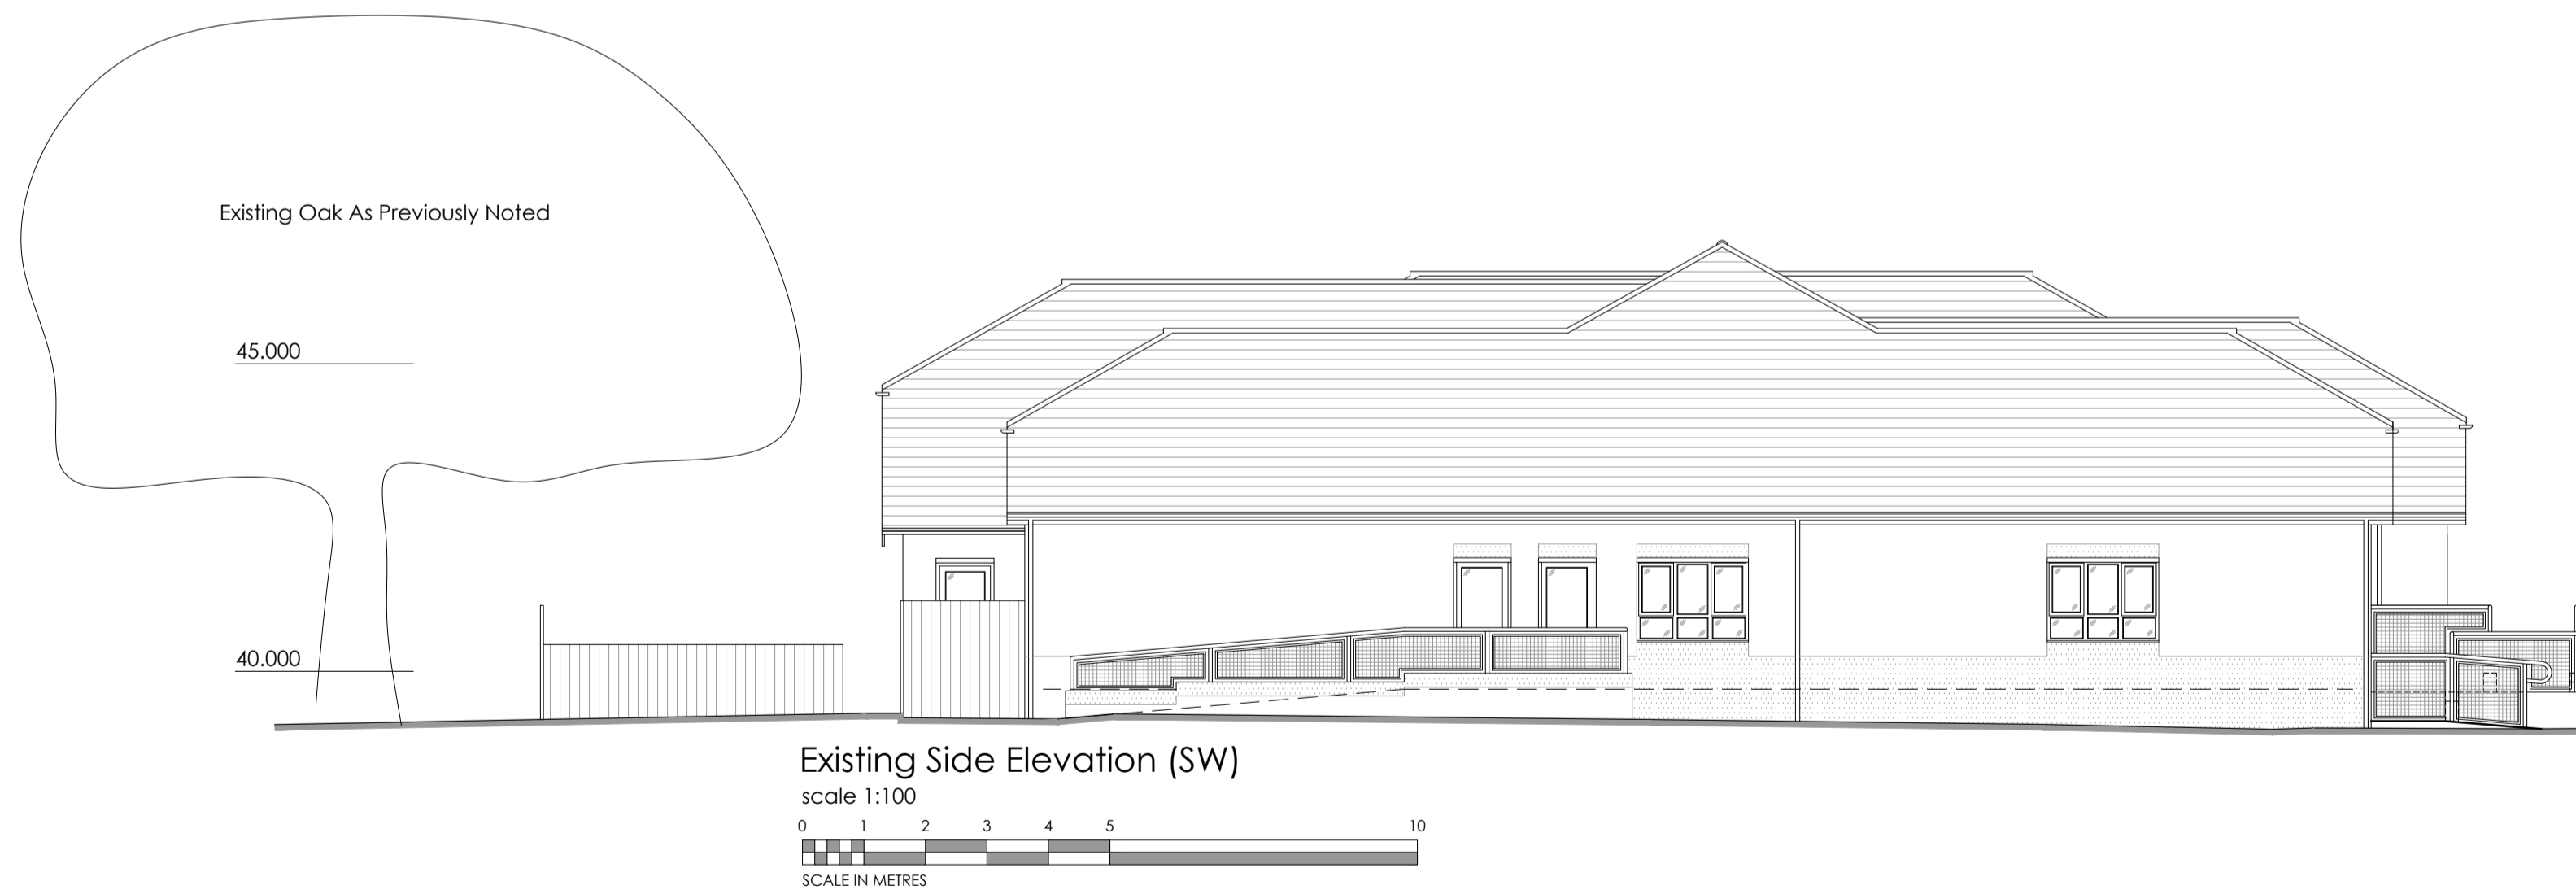 Existing Oak As Previously Noted
45.000
40.000
Existing Side Elevation (SW)
scale 1:100
0 1 2 3 4 5 10
SCALE IN METRES